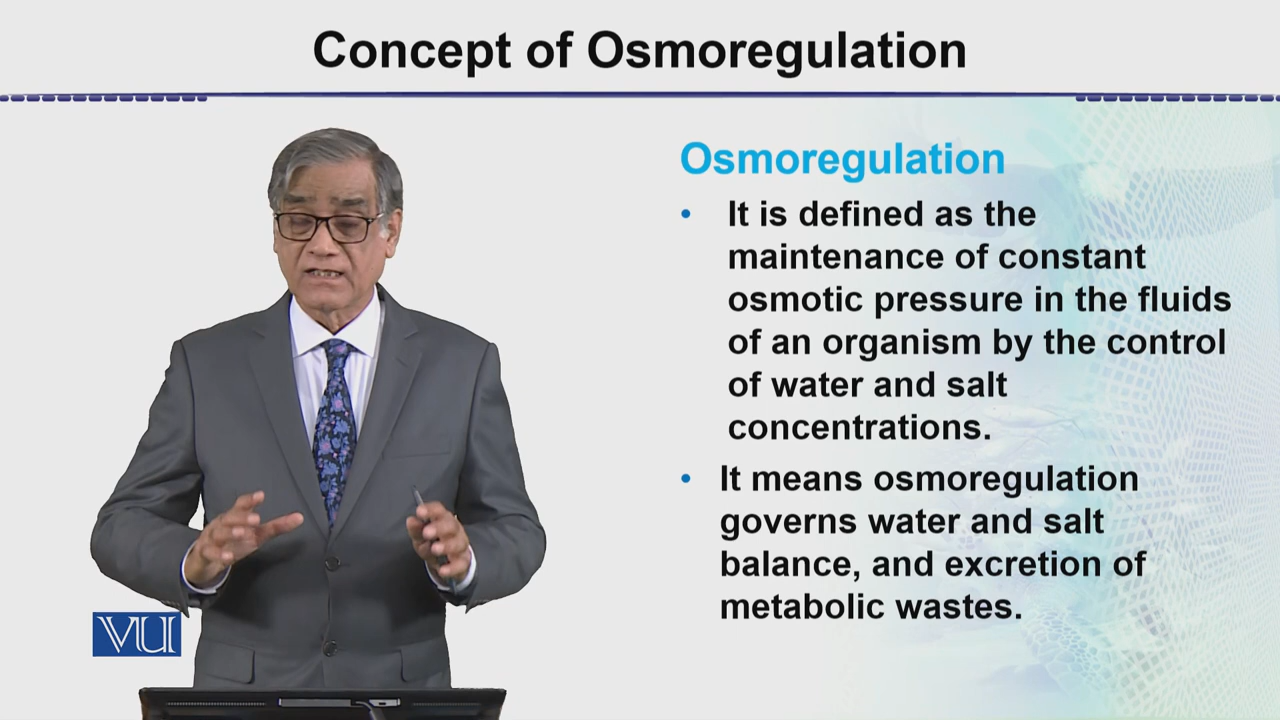 Concept of Osmoregulation
Osmoregulation
• It is defined as the
maintenance of constant
osmotic pressure in the fluids
of an organism by the control
of water and salt
concentrations.
• It means osmoregulation
governs water and salt
balance, and excretion of
metabolic wastes.
VU